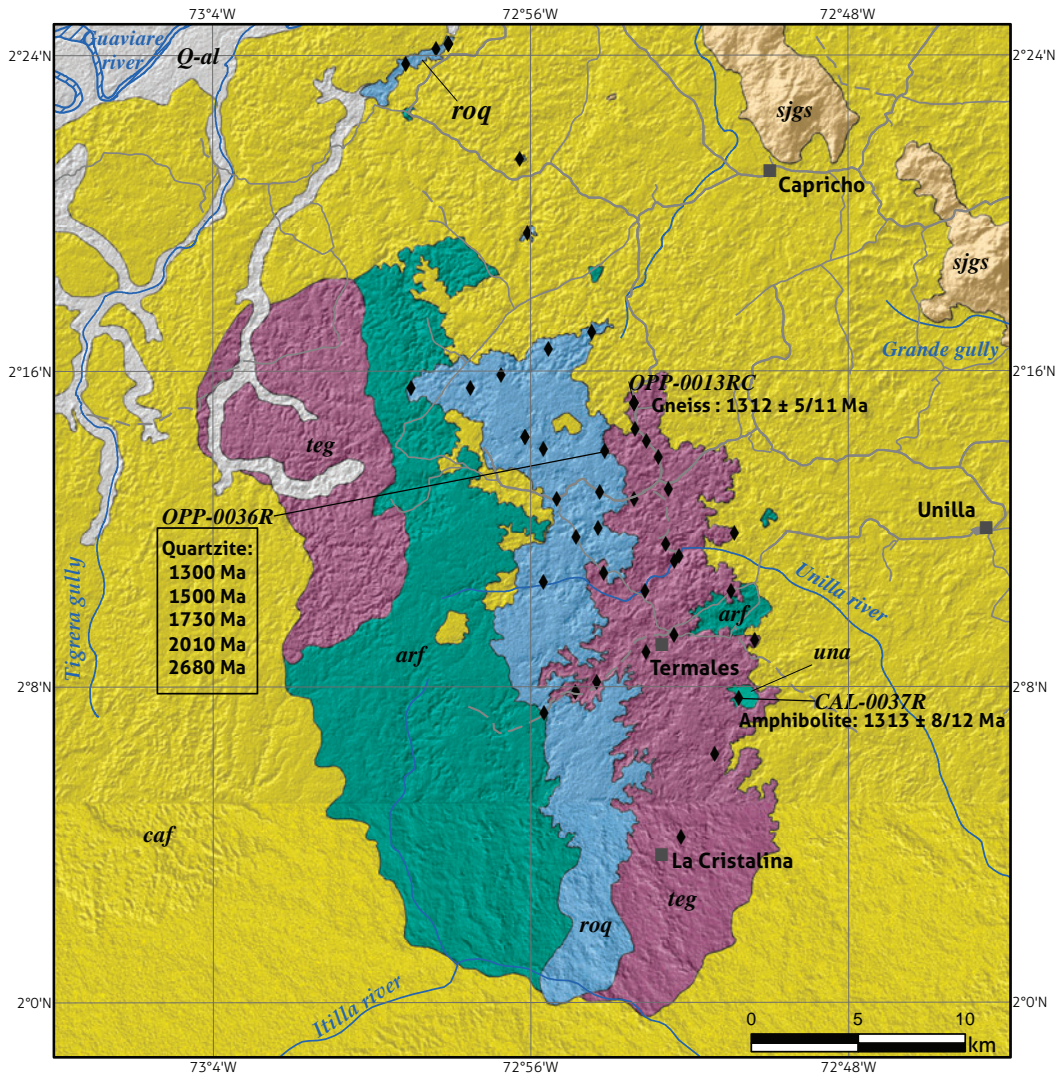 73°4'W 72°56'W 72°48'W
2°24'N
2°24'N
Guaviare
river
Q-al
roq
sjgs
Capricho
sjgs
Grande gully
2°16'N
2°16'N
OPP-0013RC
Gneiss : 1312 ± 5/11 Ma
teg
OPP-0036R
Unilla
Quartzite:
1300 Ma
1500 Ma
1730 Ma
2010 Ma
2680 Ma
Tigrera gully
Unilla river
arf
arf
una
Termales
2°8'N
2°8'N
CAL-0037R
Amphibolite: 1313 ± 8/12 Ma
caf
La Cristalina
teg
roq
Itilla river
2°0'N
2°0'N
0 5 10
km
73°4'W 72°56'W 72°48'W